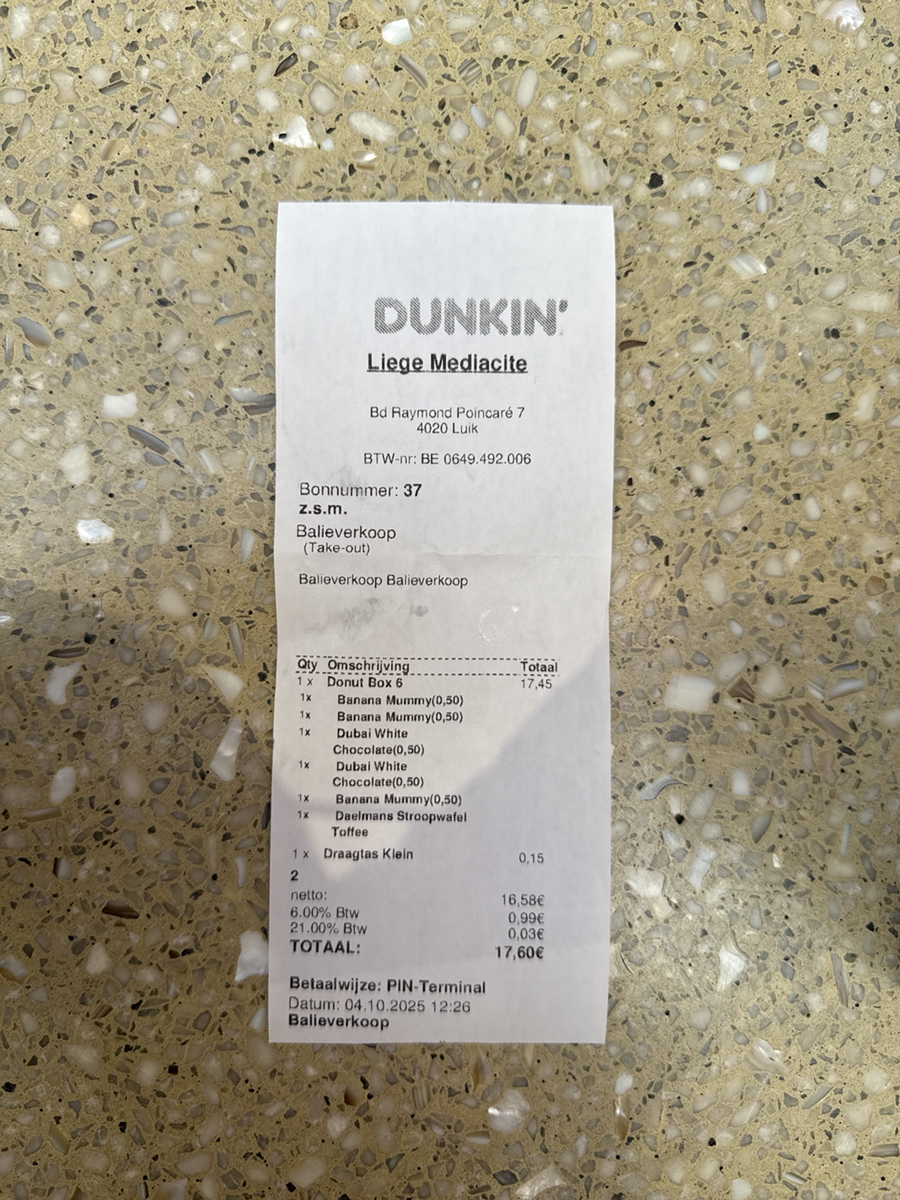 DUNKIN'
Liege Mediacite
Bd Raymond Poincaré 7
4020 Luik
BTW-nr: BE 0649.492.006
Bonnummer: 37
z.s.m.
Balieverkoop
(Take-out)
Balieverkoop Balieverkoop
Qty Omschrijving Totaal
1 x Donut Box 6 17,45
1x Banana Mummy(0,50)
1x Banana Mummy(0,50)
1x Dubai White
Chocolate(0,50)
1x Dubai White
Chocolate(0,50)
1x Banana Mummy(0,50)
1x Daelmans Stroopwafel
Toffee
1 x Draagtas Klein 0,15
2
netto: 16,58€
6.00% Btw 0,99€
21.00% Btw 0,03€
TOTAAL: 17,60€
Betaalwijze: PIN-Terminal
Datum: 04.10.2025 12:26
Balieverkoop